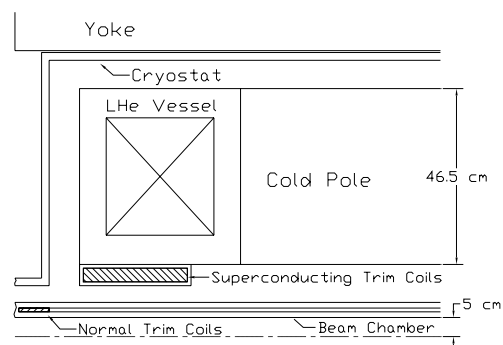 Yoke
Cryostat
LHe Vessel
Cold Pole
46.5 cm
Superconducting Trim Coils
5 cm
Normal Trim Coils
Beam Chamber